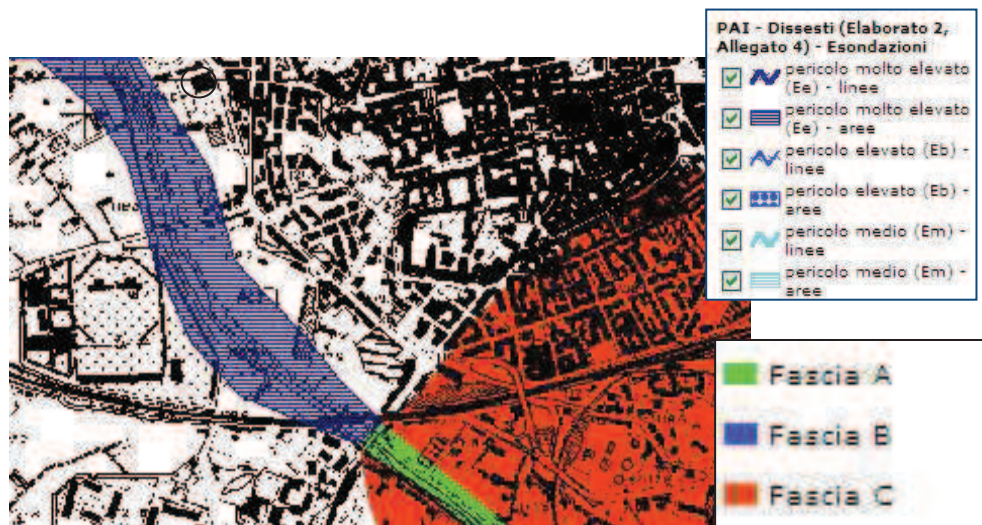 PAI - Dissesti (Elaborato 2,
Allegato 4) - Esondazioni
pericolo molto elevato
(Ee) - linee
pericolo molto elevato
(Ee) - aree
pericolo elevato (Eb) -
linee
pericolo elevato (Eb) -
aree
pericolo medio (Em) -
linee
pericolo medio (Em) -
aree
Fascia A
Fascia B
Fascia C